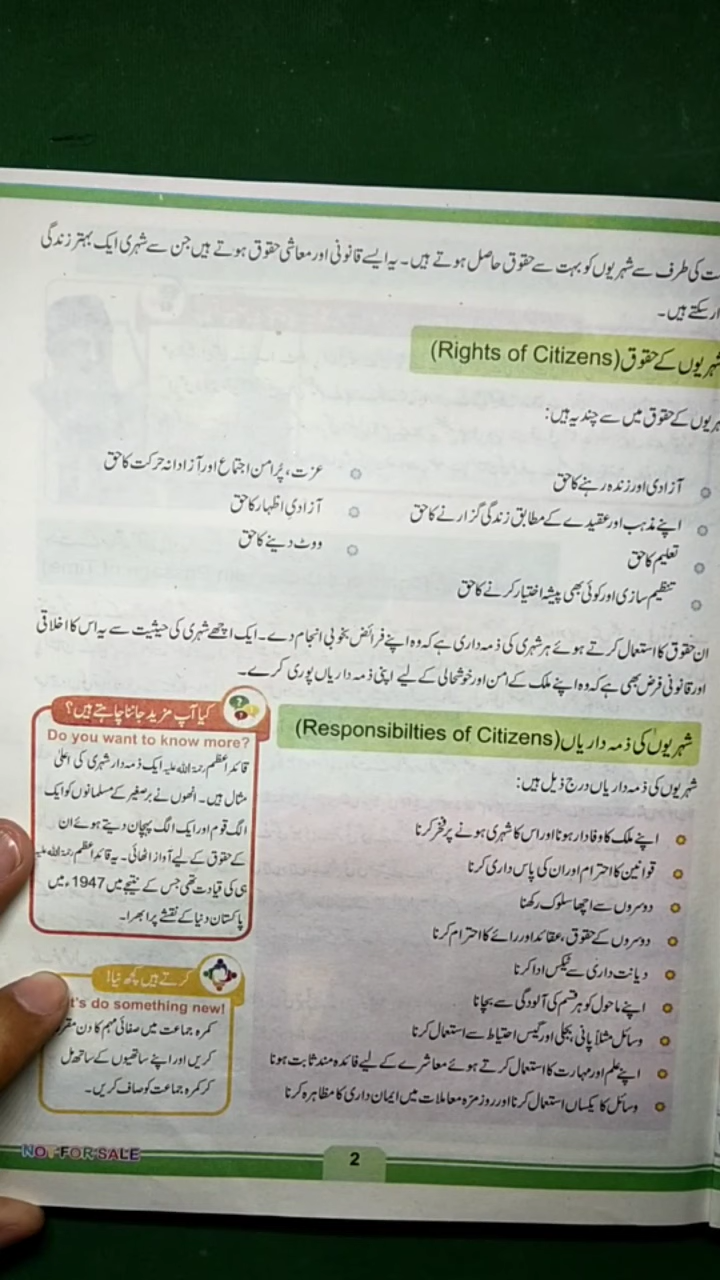 کی طرف سے شہریوں کو بہت سے حقوق حاصل ہوتے ہیں۔ یہ ایسے قانونی اور معاشی حقوق ہوتے ہیں جن سے شہری ایک بہتر زندگی
سکتے ہیں۔
کے حقوق (Rights of Citizens)
کے حقوق میں سے چند یہ ہیں:
آزادی اور زندہ رہنے کا حق
عزت، پُرامن اجتماع اور آزادانہ حرکت کا حق
اپنے مذہب اور عقیدے کے مطابق زندگی گزارنے کا حق
آزادیِ اظہار کا حق
تعلیم کا حق
ووٹ دینے کا حق
تنظیم سازی اور کوئی بھی پیشہ اختیار کرنے کا حق
ان حقوق کا استعمال کرتے ہوئے ہر شہری کی ذمہ داری ہے کہ وہ اپنے فرائض بخوبی انجام دے۔ ایک اچھے شہری کی حیثیت سے یہ اس کا اخلاقی
اور قانونی فرض بھی ہے کہ وہ اپنے ملک کے امن اور خوشحالی کے لیے اپنی ذمہ داریاں پوری کرے۔
شہریوں کی ذمہ داریاں (Responsibilties of Citizens)
شہریوں کی ذمہ داریاں درج ذیل ہیں:
اپنے ملک کا وفادار ہونا اور اس کا شہری ہونے پر فخر کرنا
قوانین کا احترام اور ان کی پاس داری کرنا
دوسروں سے اچھا سلوک رکھنا
دوسروں کے حقوق، عقائد اور رائے کا احترام کرنا
دیانت داری سے ٹیکس ادا کرنا
اپنے ماحول کو ہر قسم کی آلودگی سے بچانا
وسائل مثلاً پانی، بجلی اور گیس احتیاط سے استعمال کرنا
اپنے علم اور مہارت کا استعمال کرتے ہوئے معاشرے کے لیے فائدہ مند ثابت ہونا
وسائل کا یکساں استعمال کرنا اور روزمرہ معاملات میں ایمان داری کا مظاہرہ کرنا
کیا آپ مزید جاننا چاہتے ہیں؟
Do you want to know more?
قائدِاعظم رحمۃ اللہ علیہ ایک ذمہ دار شہری کی اعلیٰ
مثال ہیں۔ انھوں نے برصغیر کے مسلمانوں کو ایک
الگ قوم اور ایک الگ پہچان دیتے ہوئے ان
کے حقوق کے لیے آواز اٹھائی۔ یہ قائدِاعظم رحمۃ اللہ علیہ
ہی کی قیادت تھی جس کے نتیجے میں 1947ء میں
پاکستان دنیا کے نقشے پر ابھرا۔
کرتے ہیں کچھ نیا!
t's do something new!
کمرہ جماعت میں صفائی مہم کا دن
کریں اور اپنے ساتھیوں کے ساتھ مل
کر کمرہ جماعت کو صاف کریں۔
NOT FOR SALE
2